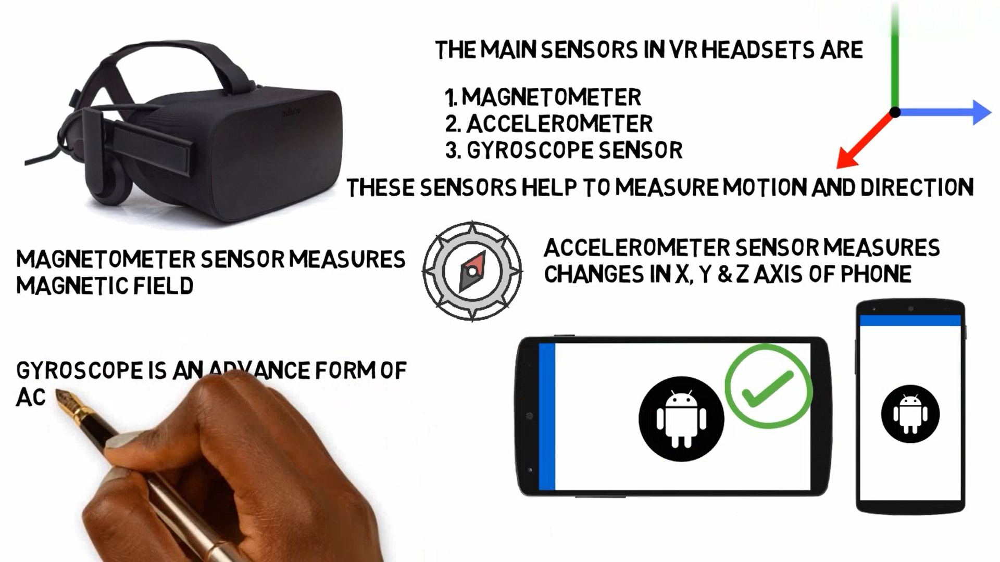 THE MAIN SENSORS IN VR HEADSETS ARE
1. MAGNETOMETER
2. ACCELEROMETER
3. GYROSCOPE SENSOR
THESE SENSORS HELP TO MEASURE MOTION AND DIRECTION
MAGNETOMETER SENSOR MEASURES
MAGNETIC FIELD
ACCELEROMETER SENSOR MEASURES
CHANGES IN X, Y & Z AXIS OF PHONE
GYROSCOPE IS AN ADVANCE FORM OF
AC